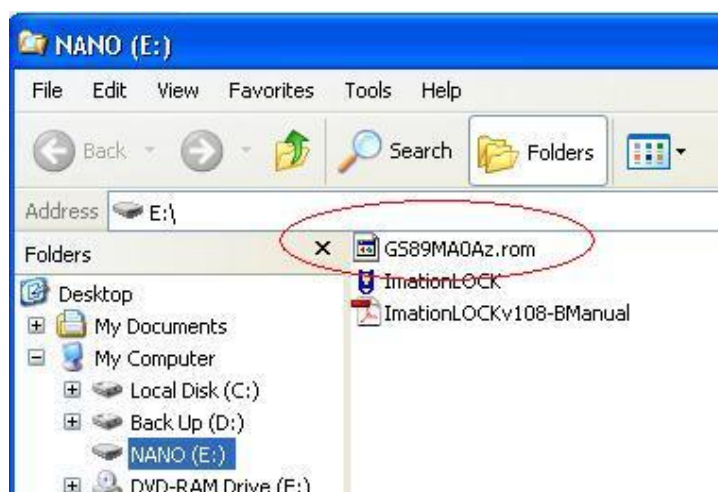 NANO (E:)
File Edit View Favorites Tools Help
Back Search Folders
Address E:\
Folders
GS89MA0Az.rom
Desktop
ImationLOCK
My Documents
ImationLOCKv108-BManual
My Computer
Local Disk (C:)
Back Up (D:)
NANO (E:)
DVD-RAM Drive (F:)